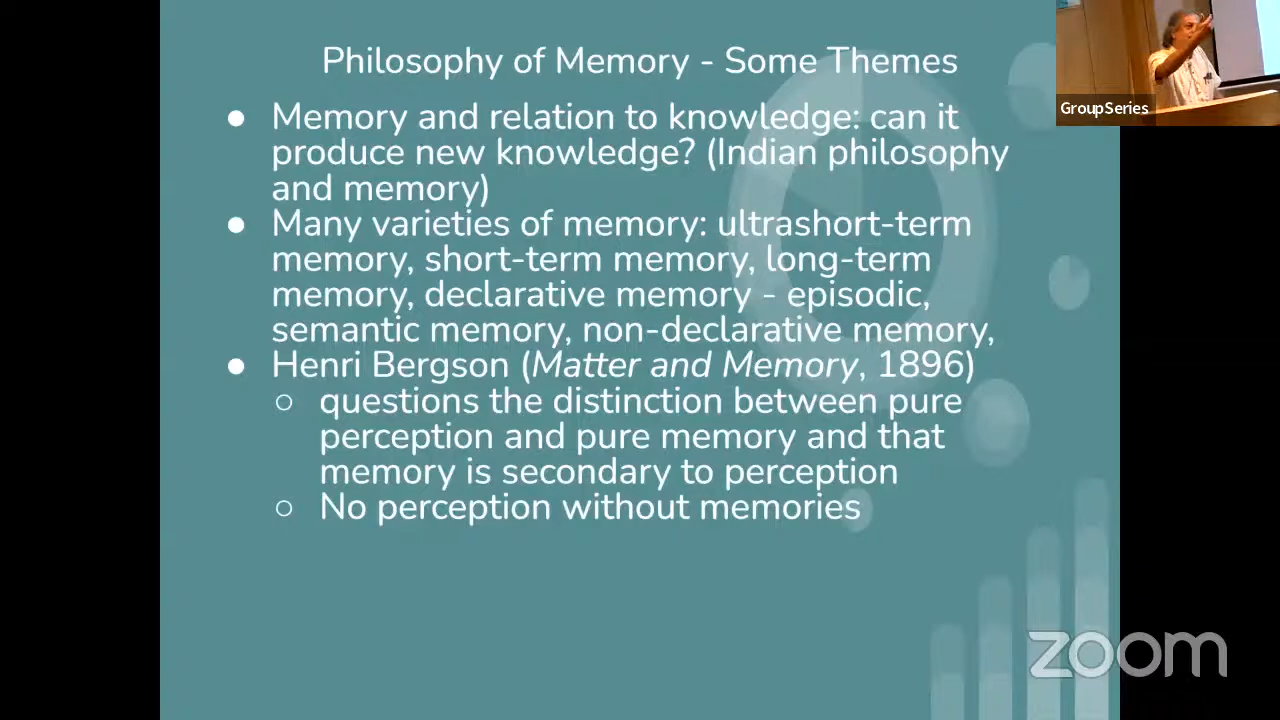 Philosophy of Memory - Some Themes
● Memory and relation to knowledge: can it
produce new knowledge? (Indian philosophy
and memory)
● Many varieties of memory: ultrashort-term
memory, short-term memory, long-term
memory, declarative memory - episodic,
semantic memory, non-declarative memory,
● Henri Bergson (Matter and Memory, 1896)
○ questions the distinction between pure
perception and pure memory and that
memory is secondary to perception
○ No perception without memories
GroupSeries
zoom